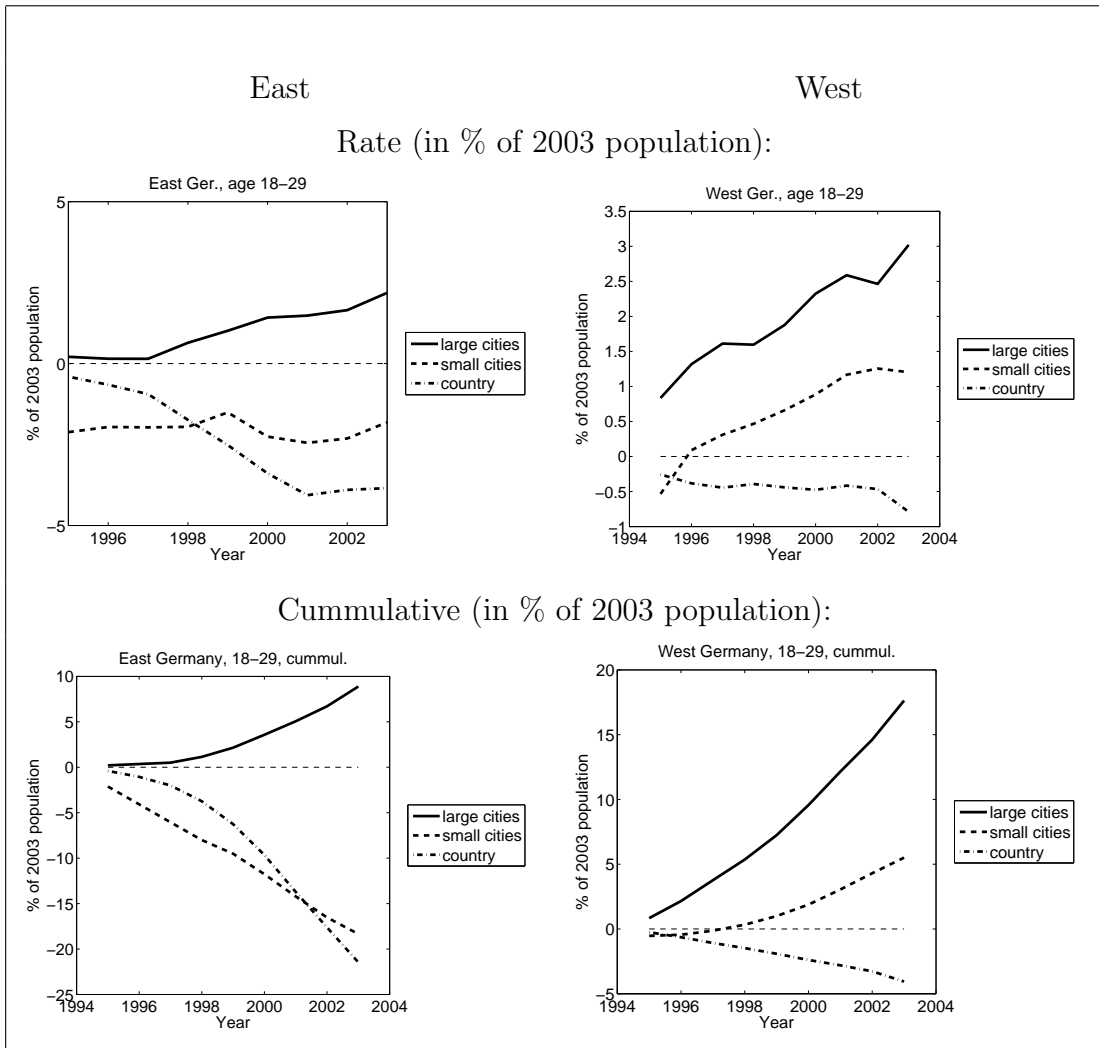 East
West
Rate (in % of 2003 population):
East Ger., age 18−29
5
0
−5
% of 2003 population
1996
1998
2000
2002
Year
large cities
small cities
country
West Ger., age 18−29
3.5
3
2.5
2
1.5
1
0.5
0
−0.5
−1
% of 2003 population
1994
1996
1998
2000
2002
2004
Year
large cities
small cities
country
Cummulative (in % of 2003 population):
East Germany, 18−29, cummul.
10
5
0
−5
−10
−15
−20
−25
% of 2003 population
1994
1996
1998
2000
2002
2004
Year
large cities
small cities
country
West Germany, 18−29, cummul.
20
15
10
5
0
−5
% of 2003 population
1994
1996
1998
2000
2002
2004
Year
large cities
small cities
country